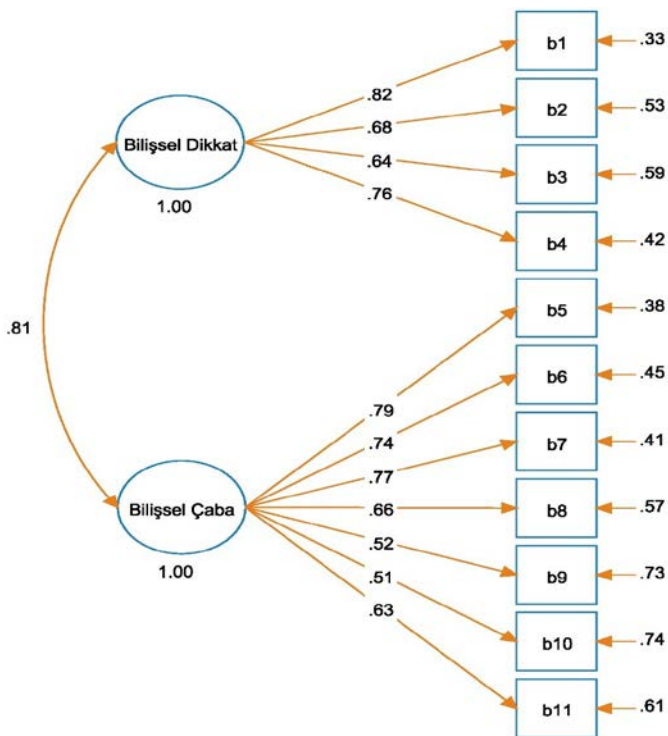 b1
.33
.82
b2
.53
Bilişsel Dikkat
.68
.64
b3
.59
.76
1.00
b4
.42
.81
b5
.38
b6
.45
.79
.74
b7
.41
.77
Bilişsel Çaba
.66
b8
.57
.52
1.00
.51
b9
.73
.63
b10
.74
b11
.61